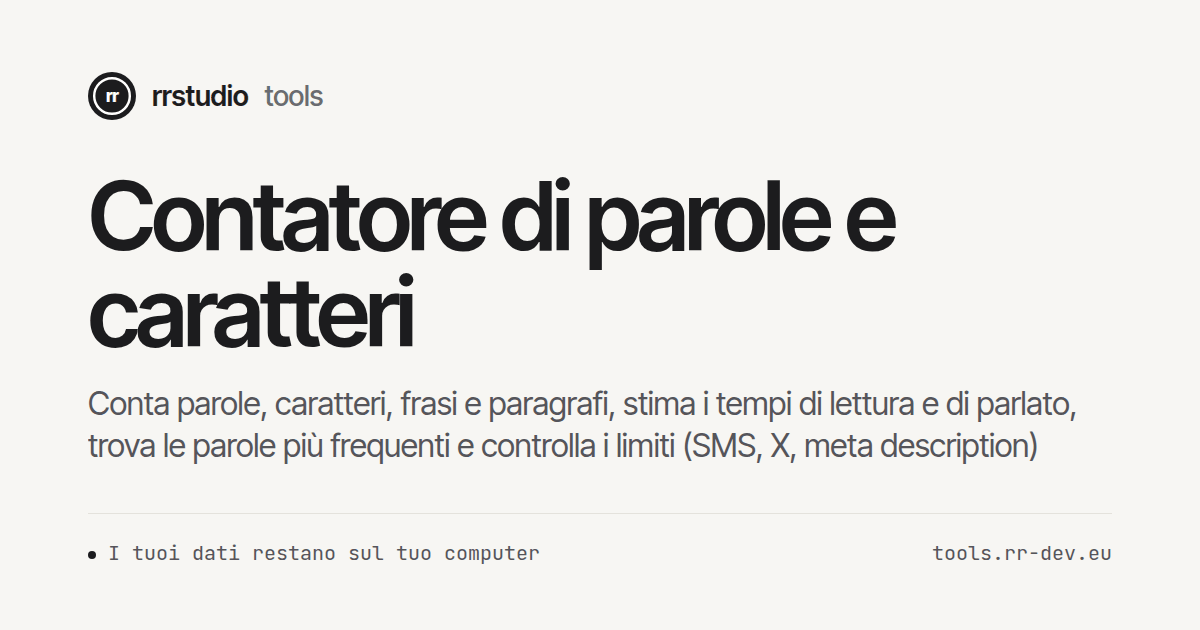 rr rrstudio tools
Contatore di parole e
caratteri
Conta parole, caratteri, frasi e paragrafi, stima i tempi di lettura e di parlato,
trova le parole più frequenti e controlla i limiti (SMS, X, meta description)
I tuoi dati restano sul tuo computer
tools.rr-dev.eu